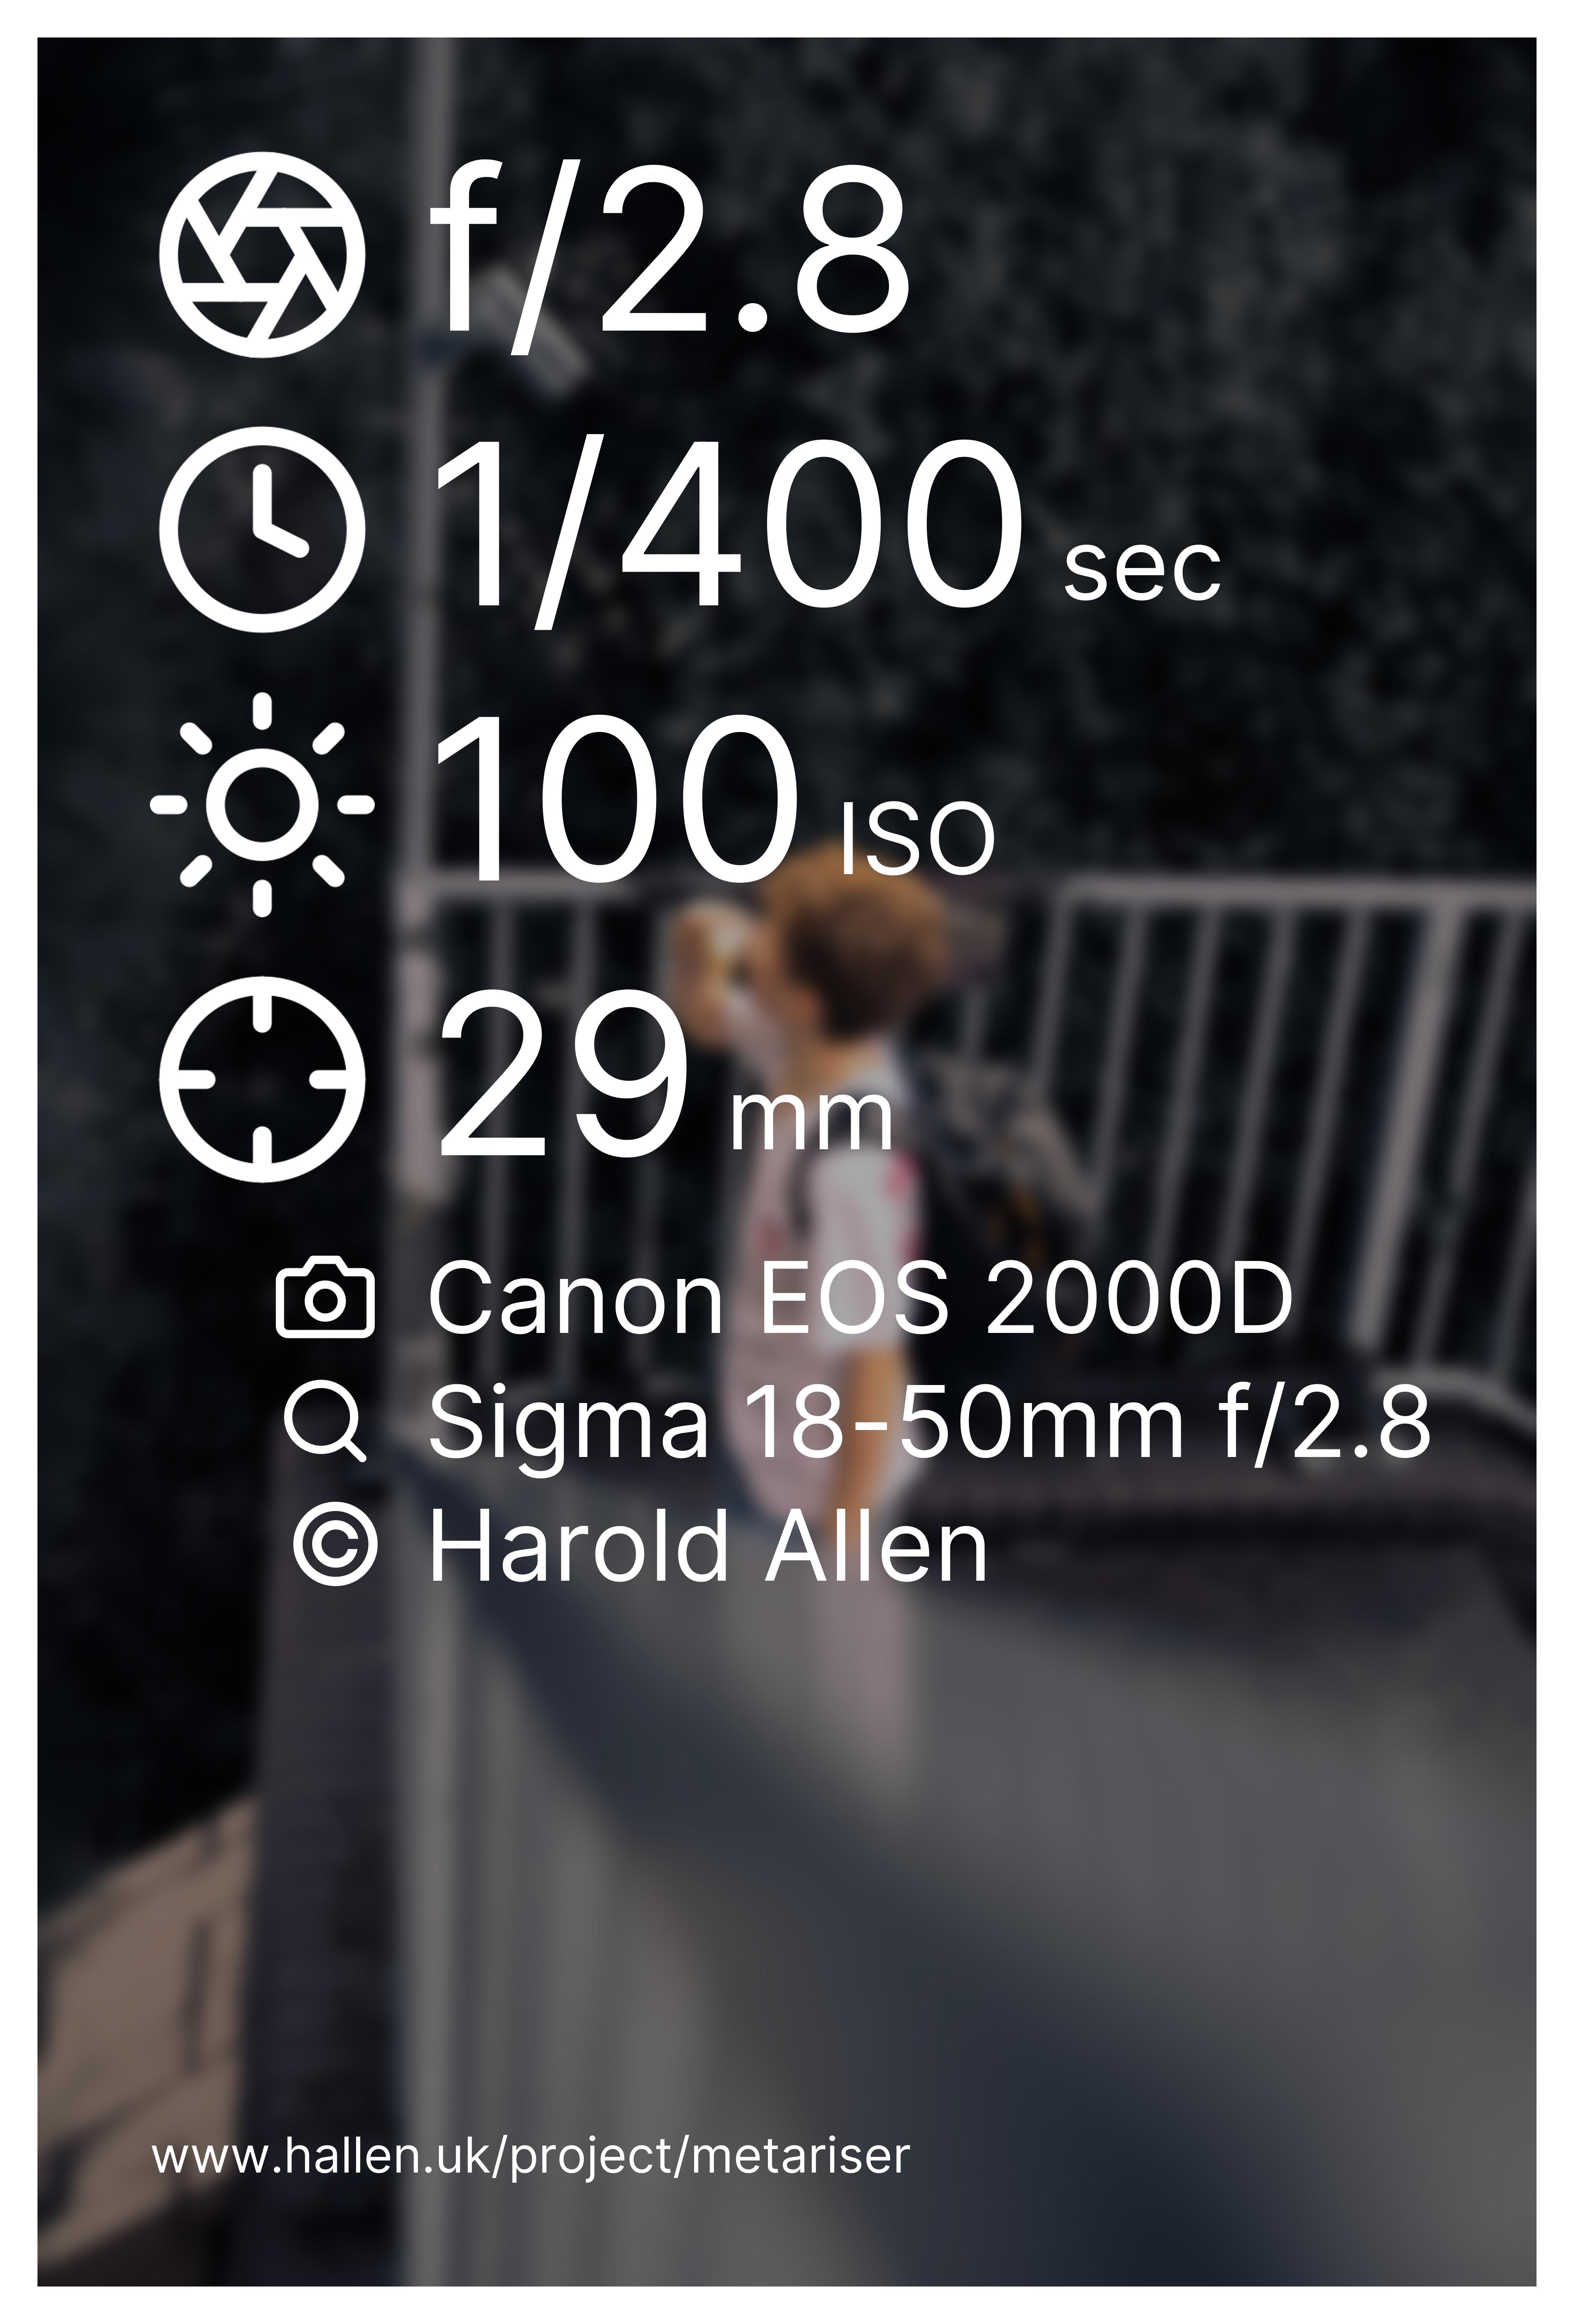 f/2.8
1/400 sec
100 ISO
29 mm
Canon EOS 2000D
Sigma 18-50mm f/2.8
© Harold Allen
www.hallen.uk/project/metariser